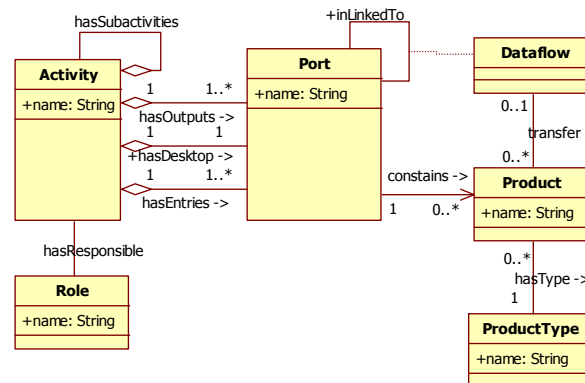 hasSubactivities
+inLinkedTo
Activity
+name: String
Port
+name: String
Dataflow
1
1..*
hasOutputs ->
1
1
+hasDesktop ->
1
1..*
hasEntries ->
0..1
transfer
0..*
constains ->
1
0..*
Product
+name: String
hasResponsible
Role
+name: String
0..*
hasType ->
1
ProductType
+name: String